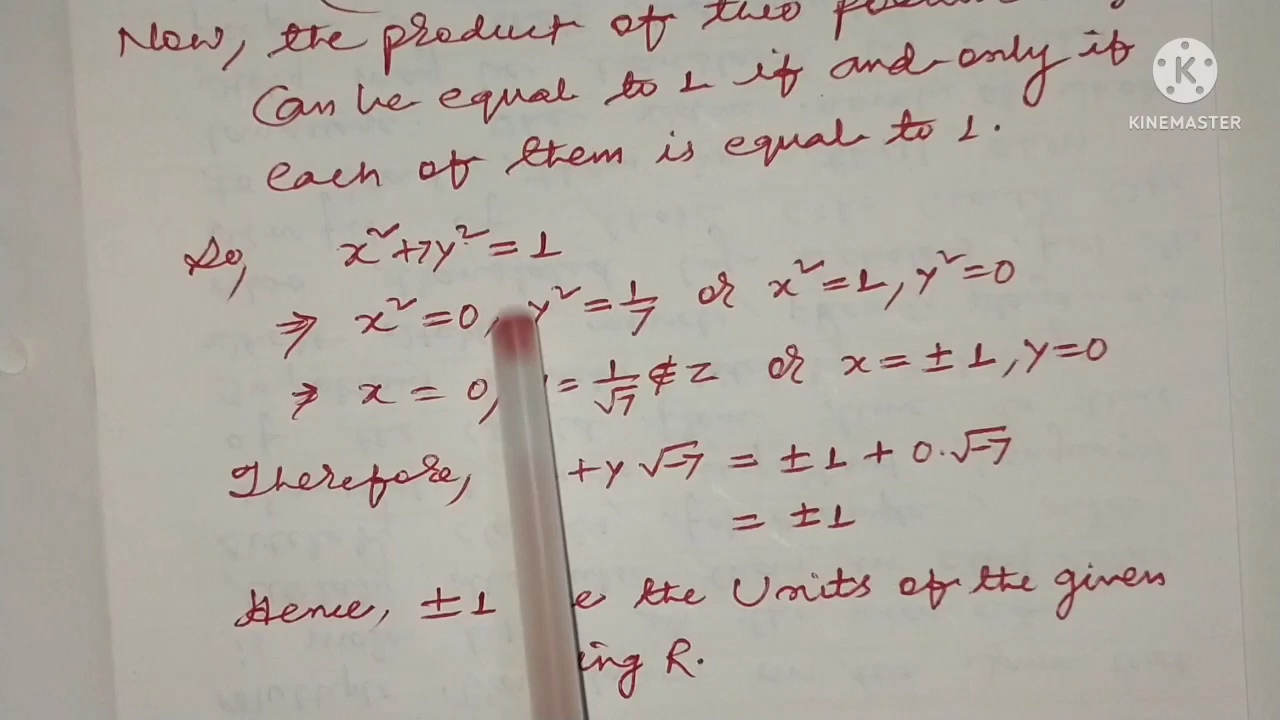 Now, the product of two
can be equal to 1 if and only if
each of them is equal to 1.
KINEMASTER
So, x²+7y² = 1
⇒ x² = 0, y² = 1/7 or x² = 1, y² = 0
⇒ x = 0, = 1/√7 ∉ Z or x = ±1, y = 0
Therefore, + y √-7 = ±1 + 0.√-7
= ±1
Hence, ±1 the Units of the given
R.